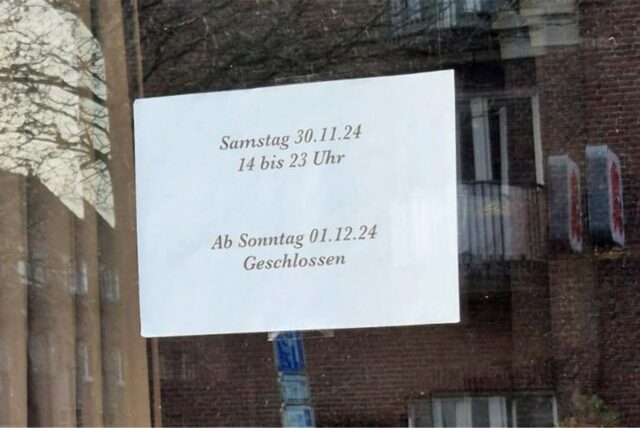 Samstag 30.11.24
14 bis 23 Uhr
Ab Sonntag 01.12.24
Geschlossen